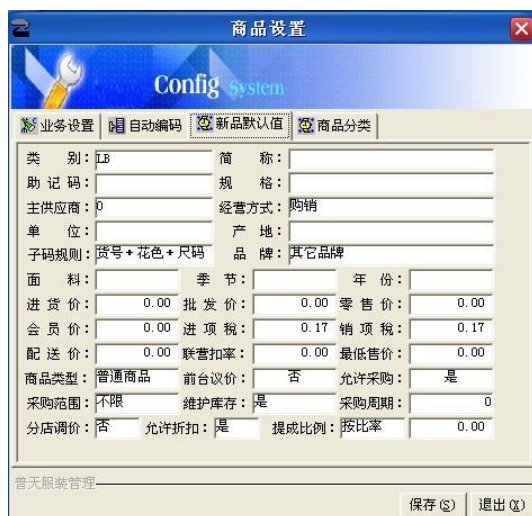 商品设置
Config System
业务设置 自动编码 新品默认值 商品分类
类 别：LB 简 称：
助 记 码： 规 格：
主供应商：0 经营方式：购销
单 位： 产 地：
子码规则：货号+花色+尺码 品 牌：其它品牌
面 料： 季 节： 年 份：
进 货 价： 0.00 批 发 价： 0.00 零 售 价： 0.00
会 员 价： 0.00 进 项 税： 0.17 销 项 税： 0.17
配 送 价： 0.00 联营扣率： 0.00 最低售价： 0.00
商品类型：普通商品 前台议价： 否 允许采购： 是
采购范围：不限 维护库存：是 采购周期： 0
分店调价：否 允许折扣：是 提成比例：按比率 0.00
普天服装管理
保存(S) 退出(X)